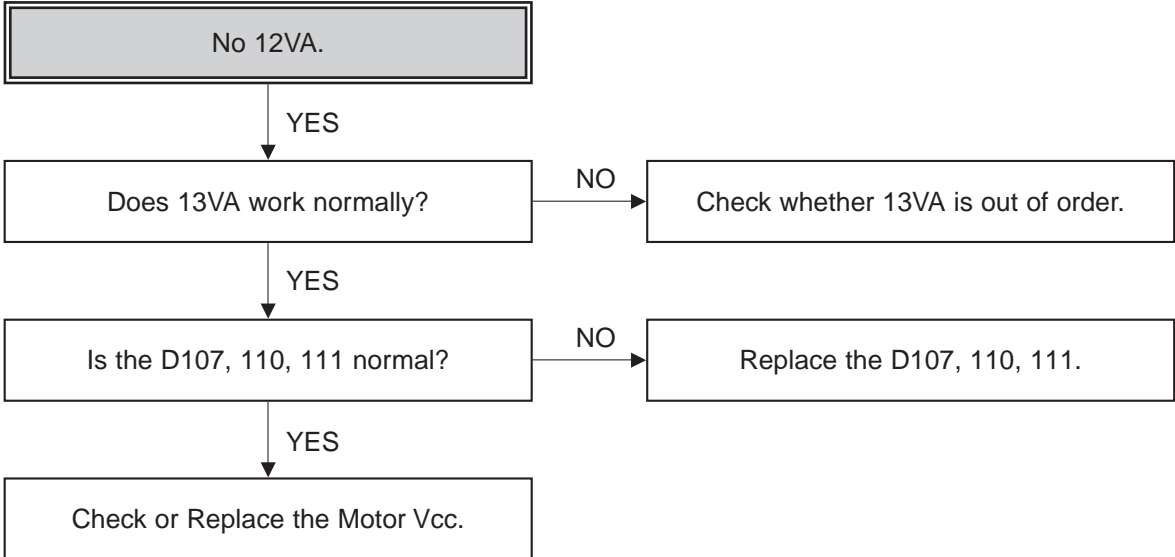 No 12VA.
YES
Does 13VA work normally?
NO
Check whether 13VA is out of order.
YES
Is the D107, 110, 111 normal?
NO
Replace the D107, 110, 111.
YES
Check or Replace the Motor Vcc.